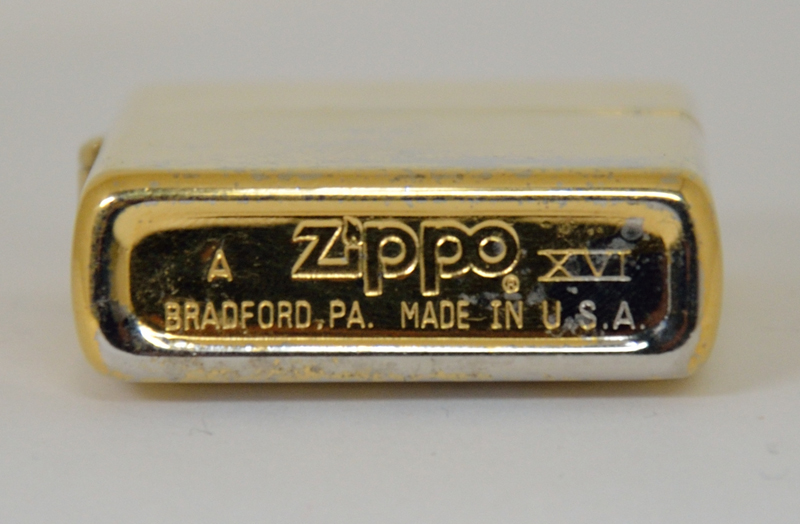 A Zippo® XVI
BRADFORD, PA. MADE IN U.S.A.